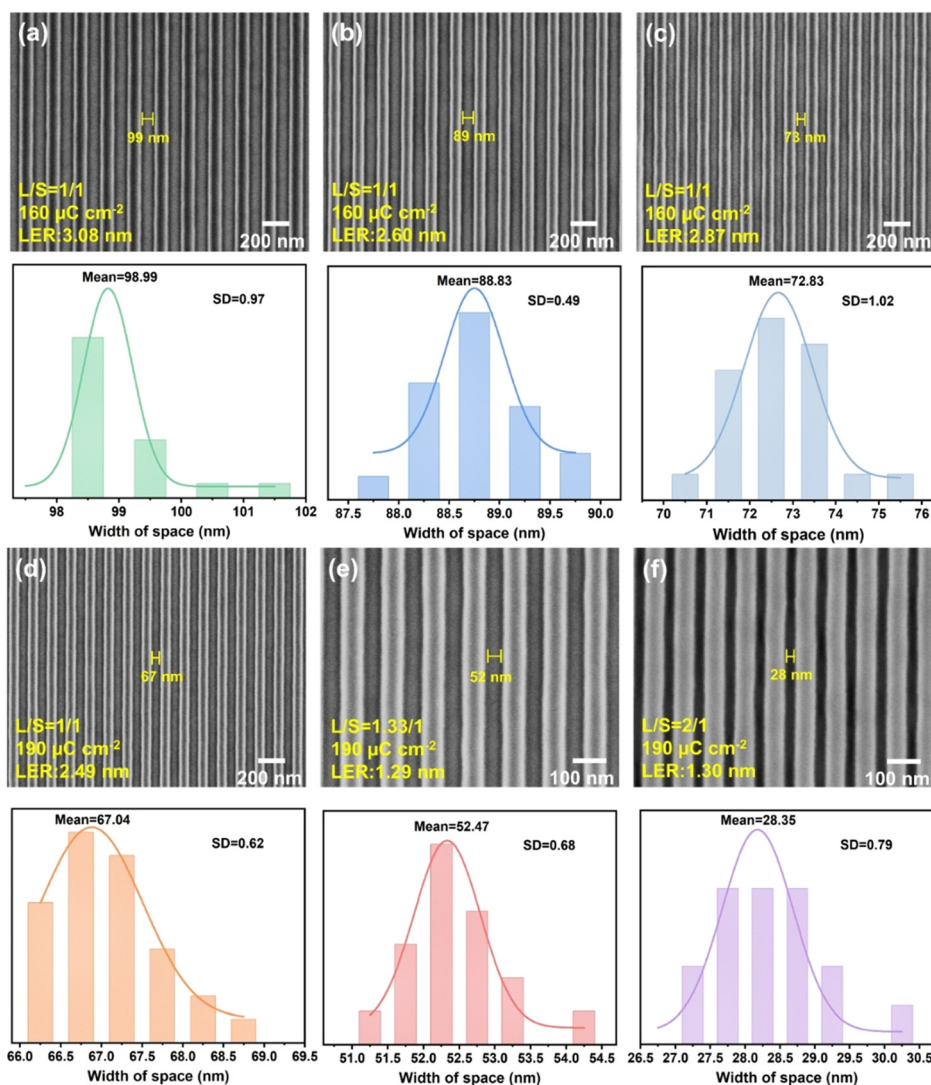 (a)
99 nm
L/S=1/1
160 µC cm⁻²
LER:3.08 nm
200 nm
(b)
89 nm
L/S=1/1
160 µC cm⁻²
LER:2.60 nm
200 nm
(c)
73 nm
L/S=1/1
160 µC cm⁻²
LER:2.87 nm
200 nm
Mean=98.99
SD=0.97
98 99 100 101 102
Width of space (nm)
Mean=88.83
SD=0.49
87.5 88.0 88.5 89.0 89.5 90.0
Width of space (nm)
Mean=72.83
SD=1.02
70 71 72 73 74 75 76
Width of space (nm)
(d)
67 nm
L/S=1/1
190 µC cm⁻²
LER:2.49 nm
200 nm
(e)
52 nm
L/S=1.33/1
190 µC cm⁻²
LER:1.29 nm
100 nm
(f)
28 nm
L/S=2/1
190 µC cm⁻²
LER:1.30 nm
100 nm
Mean=67.04
SD=0.62
66.0 66.5 67.0 67.5 68.0 68.5 69.0 69.5
Width of space (nm)
Mean=52.47
SD=0.68
51.0 51.5 52.0 52.5 53.0 53.5 54.0 54.5
Width of space (nm)
Mean=28.35
SD=0.79
26.5 27.0 27.5 28.0 28.5 29.0 29.5 30.0 30.5
Width of space (nm)